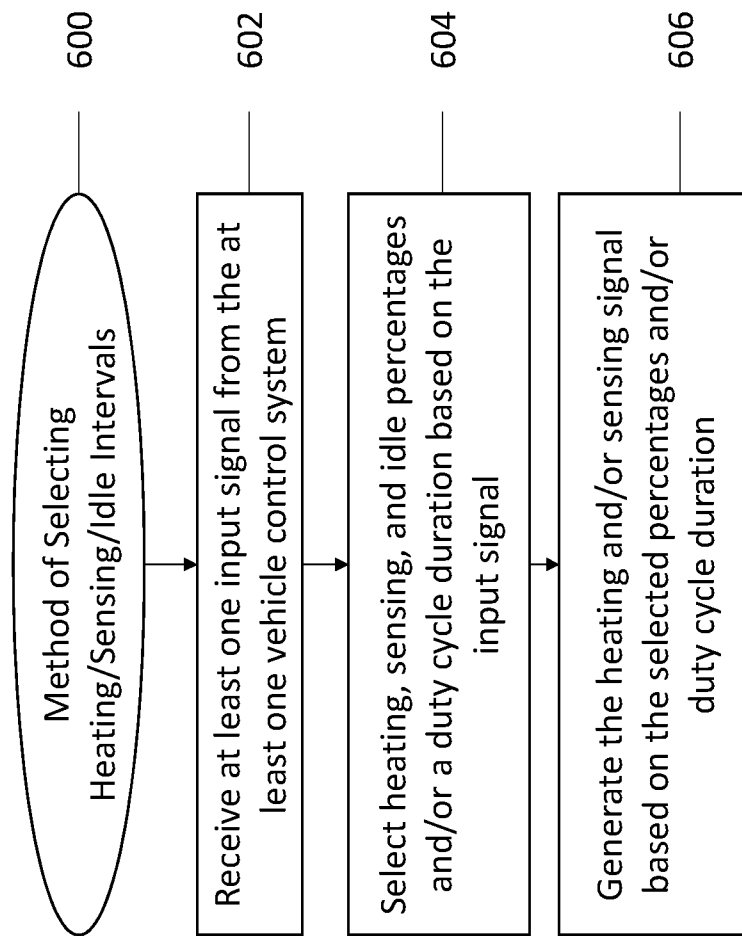 Method of Selecting
Heating/Sensing/Idle Intervals
600
Receive at least one input signal from the at
least one vehicle control system
602
Select heating, sensing, and idle percentages
and/or a duty cycle duration based on the
input signal
604
Generate the heating and/or sensing signal
based on the selected percentages and/or
duty cycle duration
606